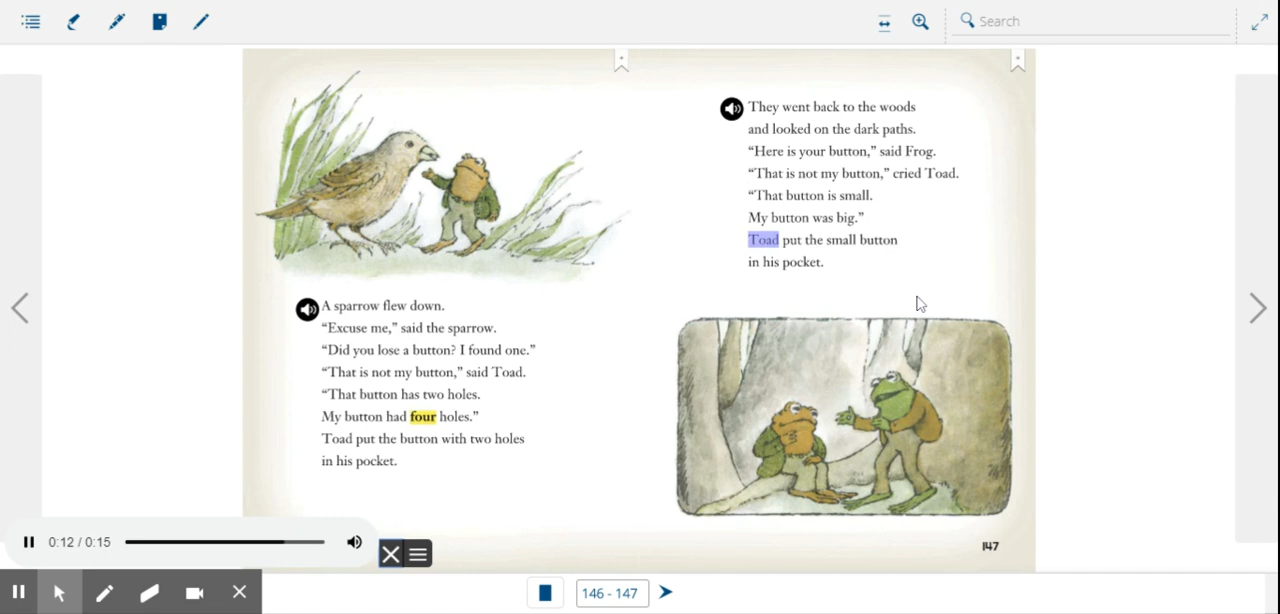 Search
A sparrow flew down.
“Excuse me,” said the sparrow.
“Did you lose a button? I found one.”
“That is not my button,” said Toad.
“That button has two holes.
My button had four holes.”
Toad put the button with two holes
in his pocket.
They went back to the woods
and looked on the dark paths.
“Here is your button,” said Frog.
“That is not my button,” cried Toad.
“That button is small.
My button was big.”
Toad put the small button
in his pocket.
147
0:12 / 0:15
146 - 147